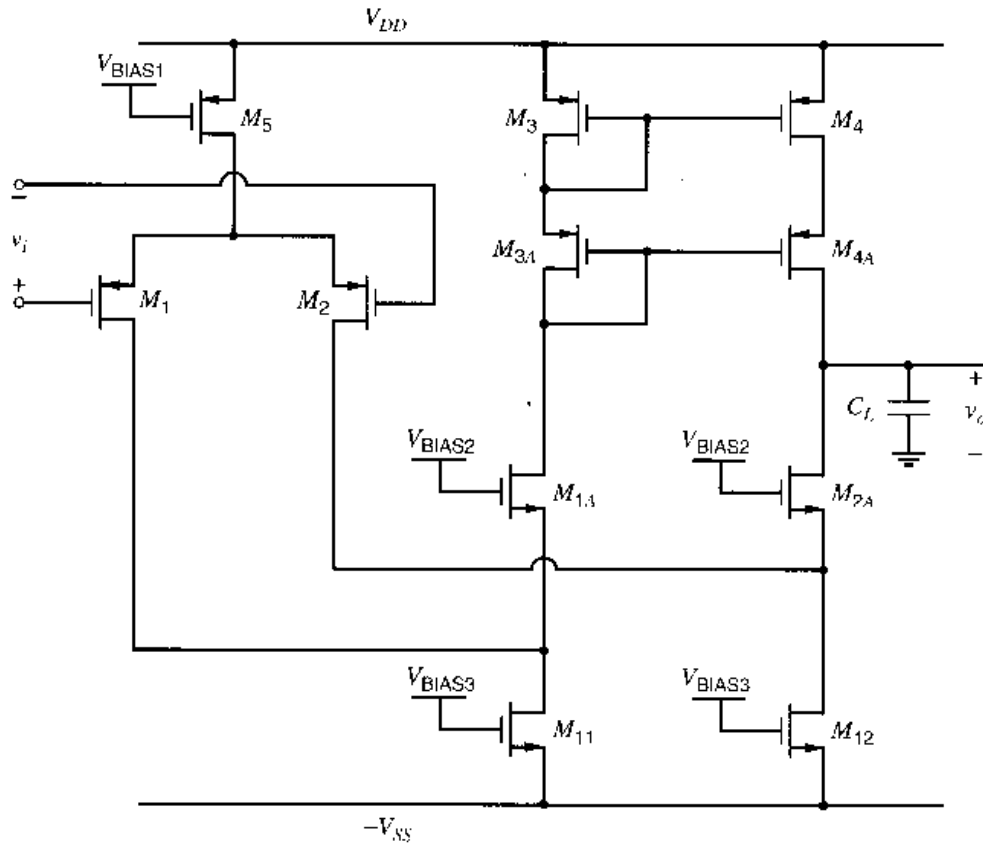 V_DD
V_BIAS1
M_5
M_3
M_4
−
v_i
+
M_1
M_2
M_3A
M_4A
C_L
+
v_o
−
V_BIAS2
V_BIAS2
M_1A
M_2A
V_BIAS3
V_BIAS3
M_11
M_12
−V_SS